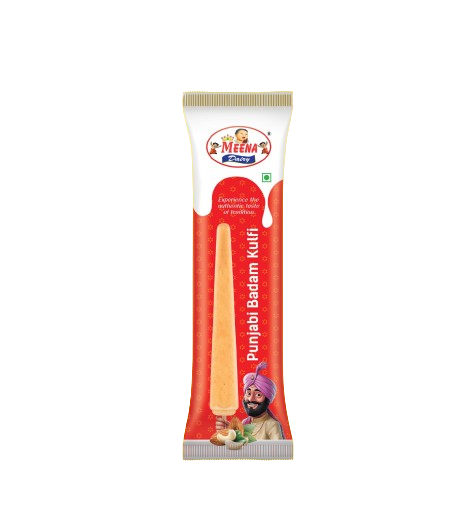 MEENA
®
Dairy
Experience the
authentic taste
of tradition
Punjabi Badam Kulfi